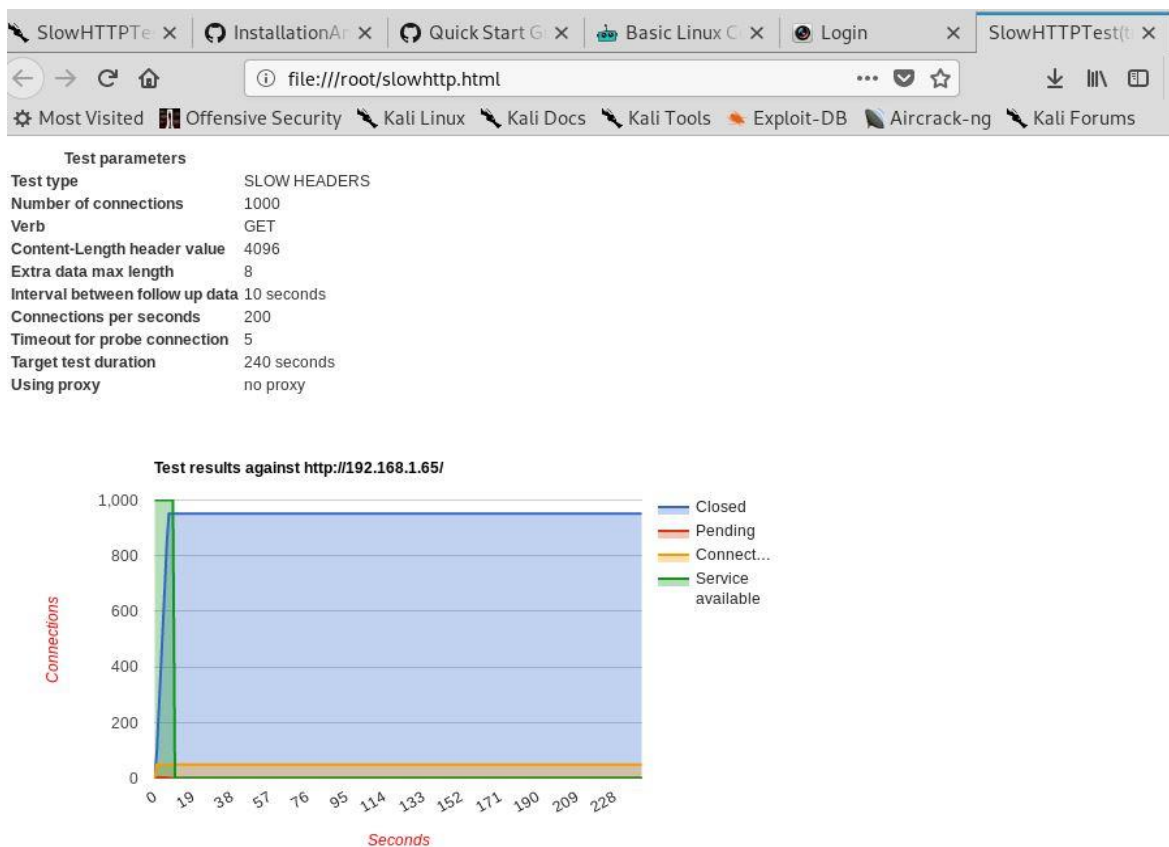 SlowHTTPTe
InstallationAr
Quick Start G
Basic Linux C
Login
SlowHTTPTest(t
file:///root/slowhttp.html
Most Visited Offensive Security Kali Linux Kali Docs Kali Tools Exploit-DB Aircrack-ng Kali Forums
Test parameters
Test type SLOW HEADERS
Number of connections 1000
Verb GET
Content-Length header value 4096
Extra data max length 8
Interval between follow up data 10 seconds
Connections per seconds 200
Timeout for probe connection 5
Target test duration 240 seconds
Using proxy no proxy
Test results against http://192.168.1.65/
1,000
800
600
400
200
0
Connections
0 19 38 57 76 95 114 133 152 171 190 209 228
Seconds
Closed
Pending
Connect...
Service
available